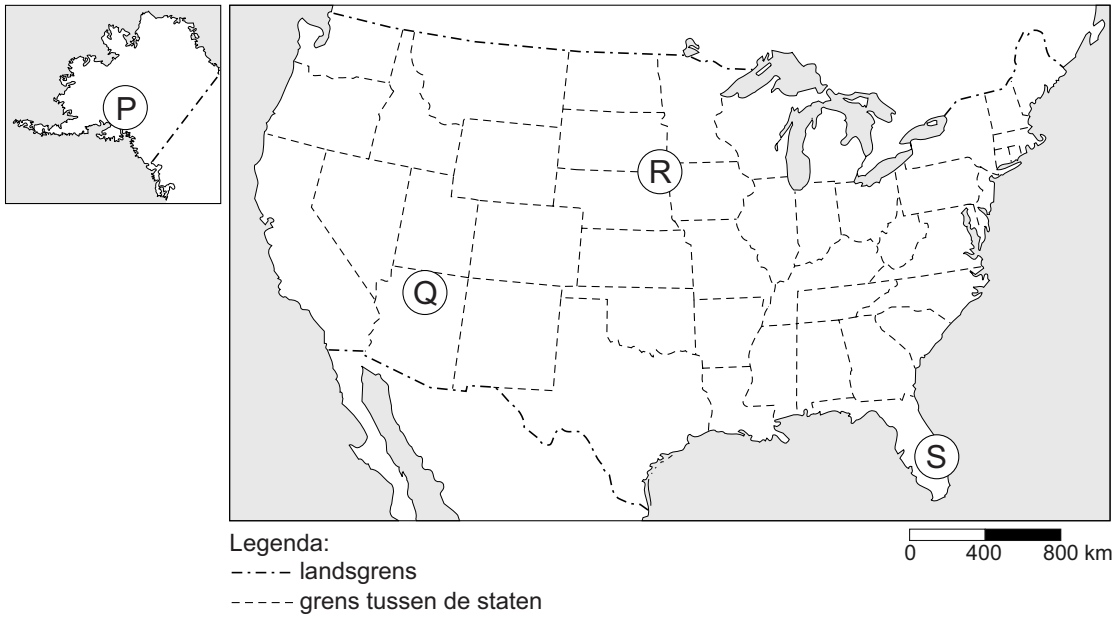 P
R
Q
S
Legenda:
landsgrens
grens tussen de staten
0 400 800 km